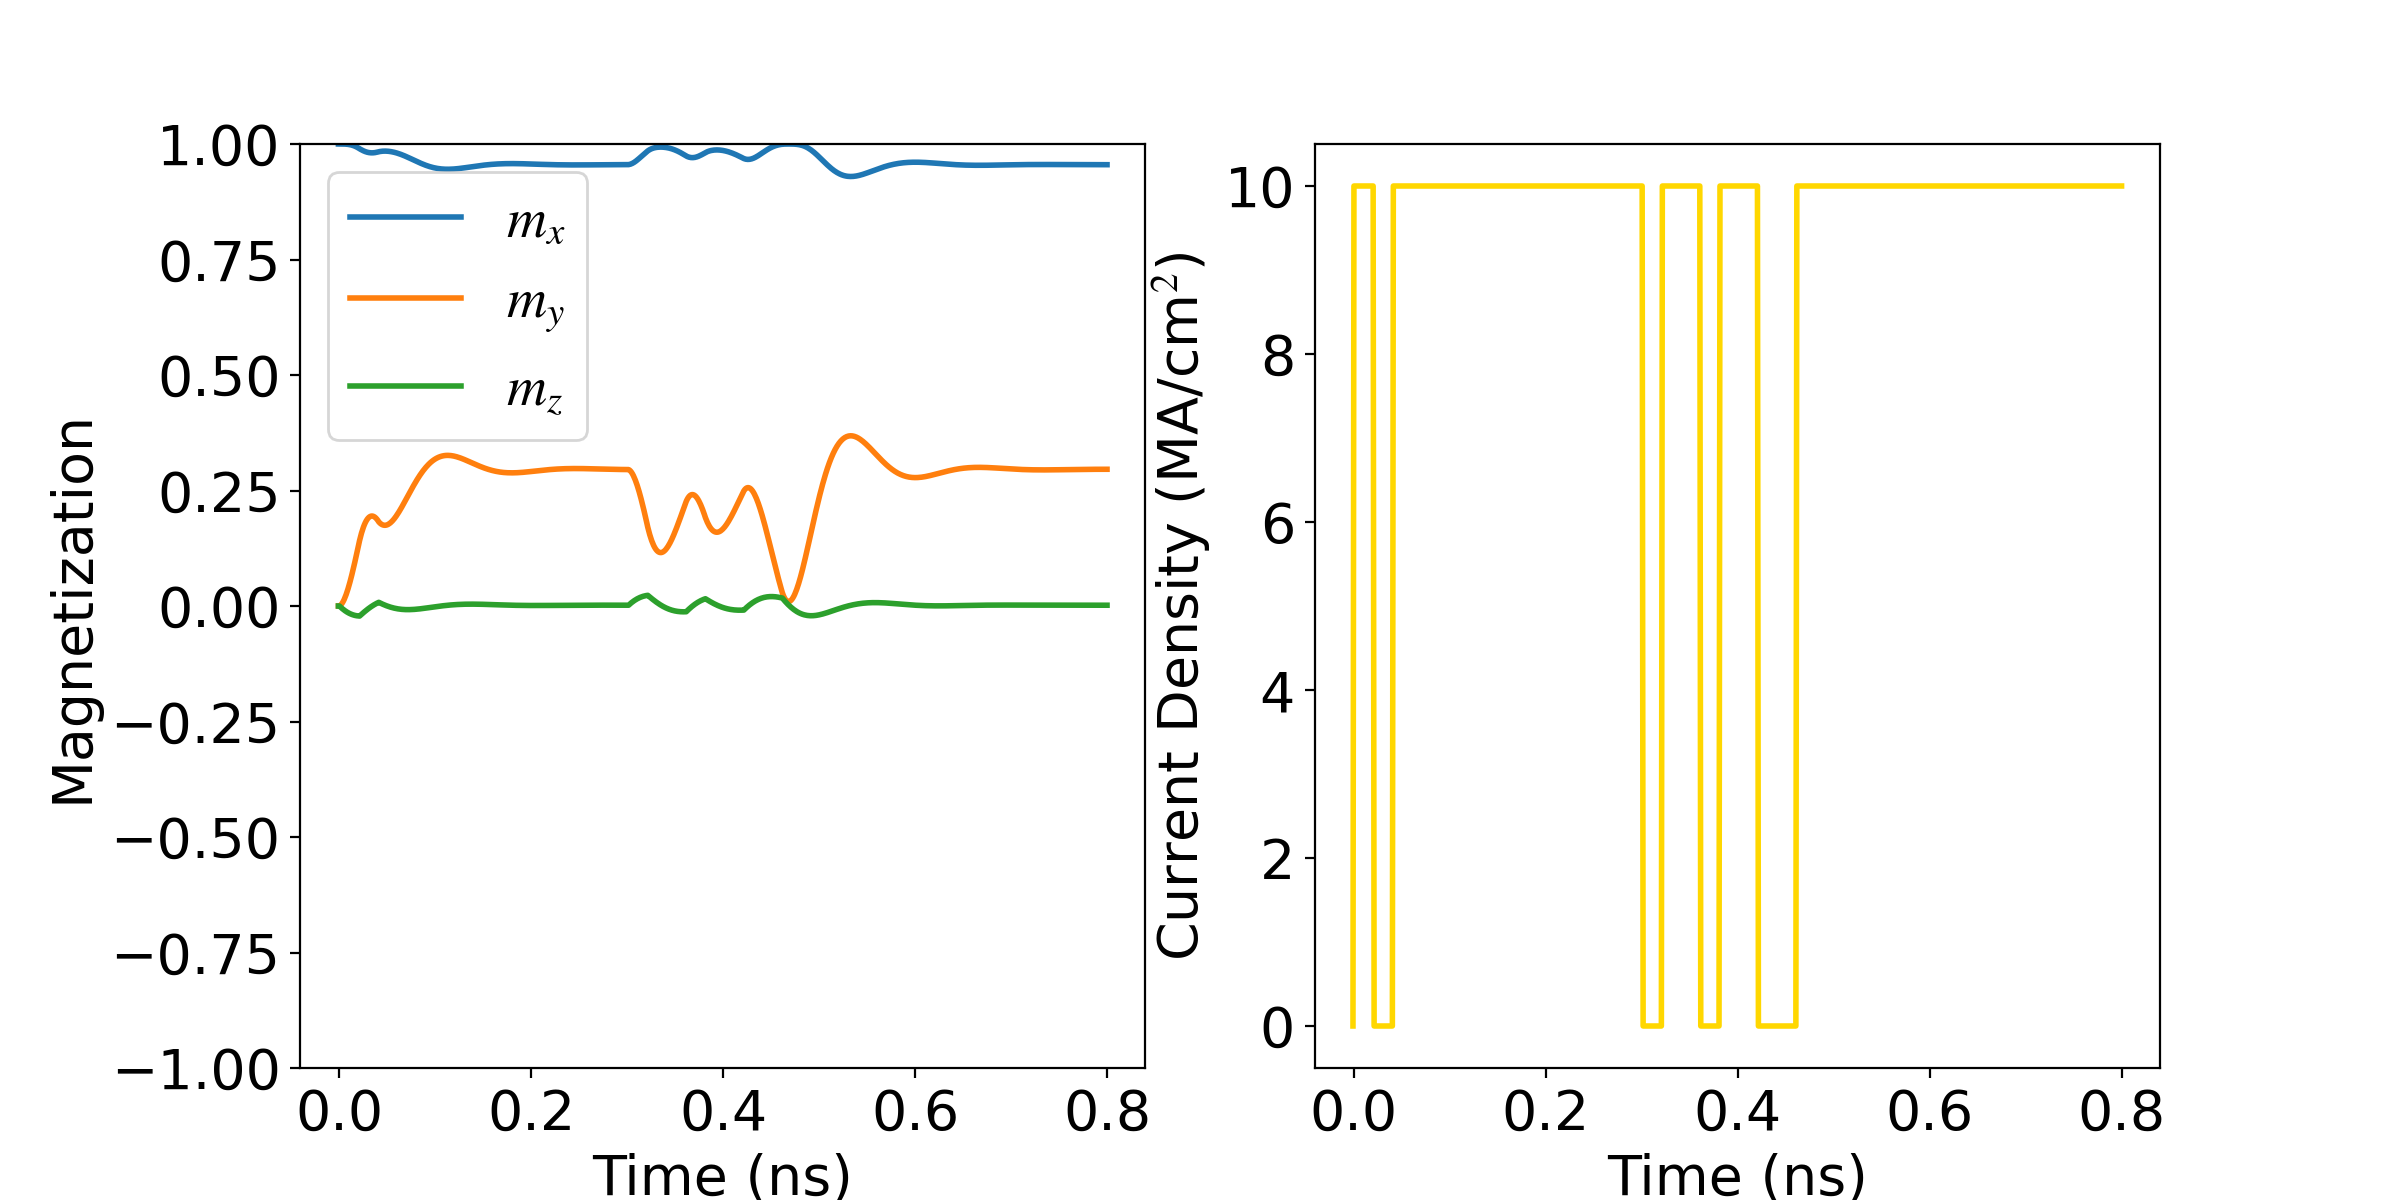 1.00
0.75
0.50
0.25
0.00
−0.25
−0.50
−0.75
−1.00
Magnetization
m_x
m_y
m_z
0.0 0.2 0.4 0.6 0.8
Time (ns)
10
8
6
4
2
0
Current Density (MA/cm²)
0.0 0.2 0.4 0.6 0.8
Time (ns)